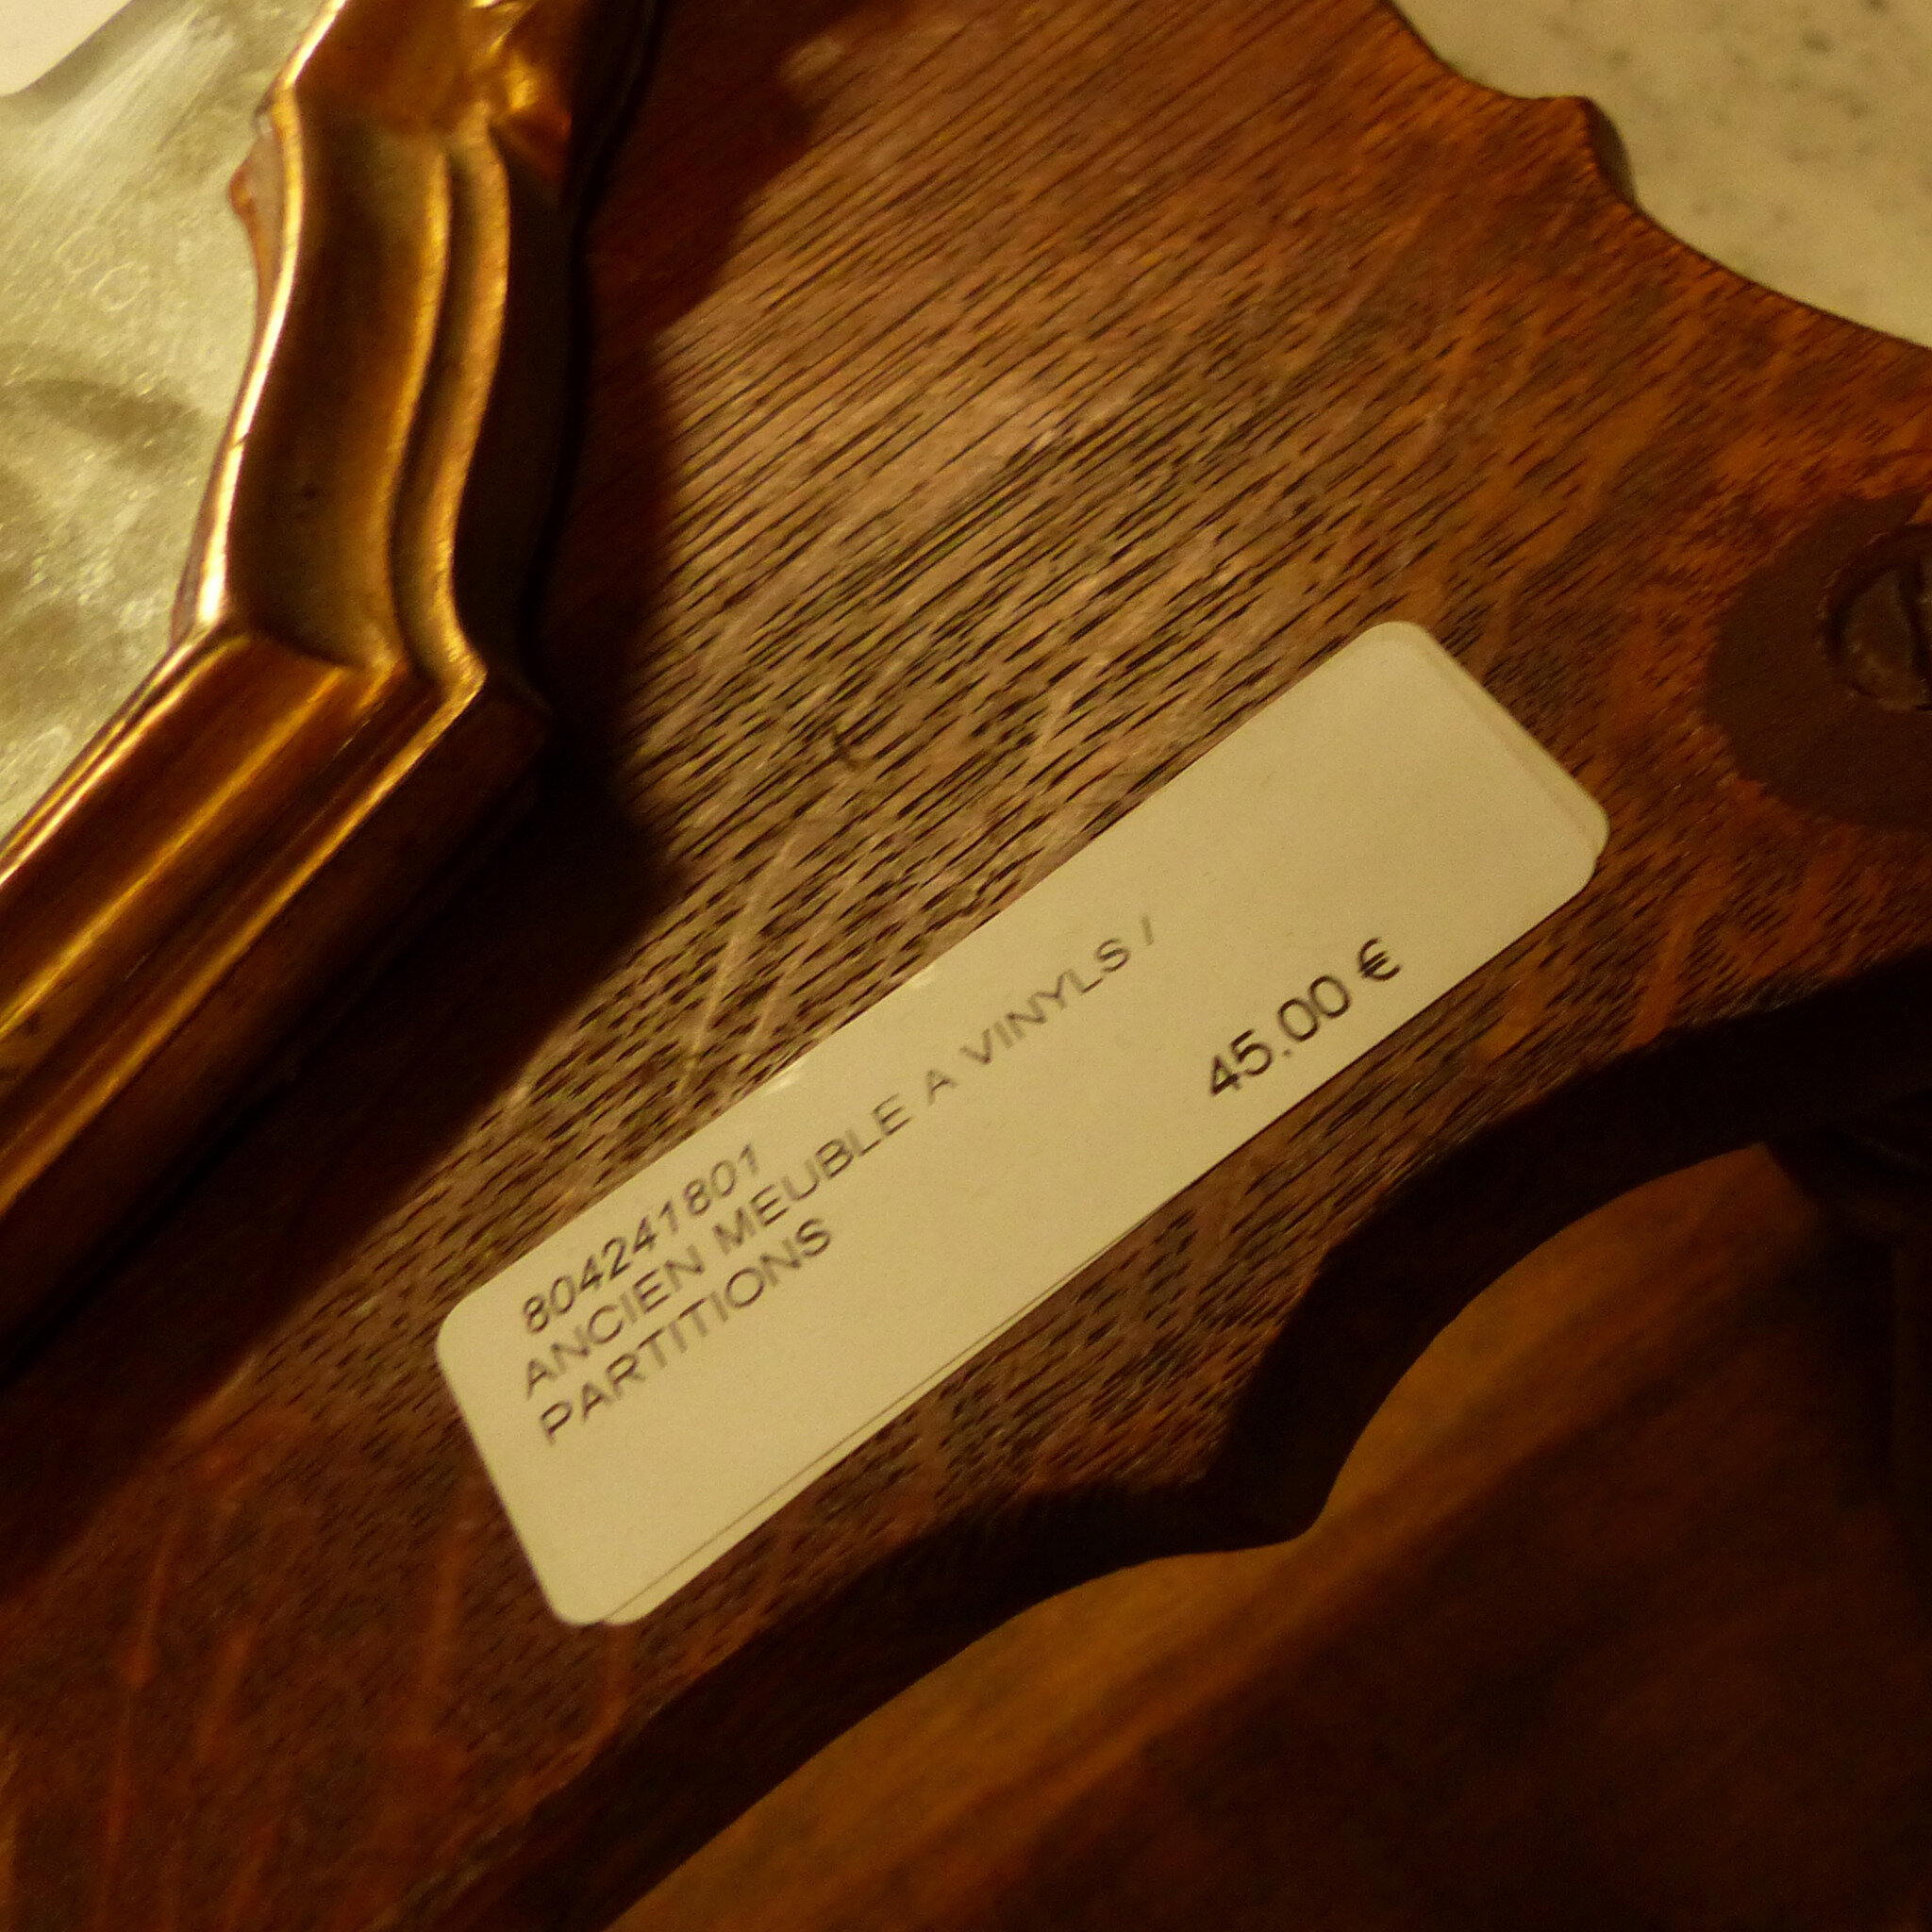 804241801
ANCIEN MEUBLE A VINYLS /
PARTITIONS
45.00 €